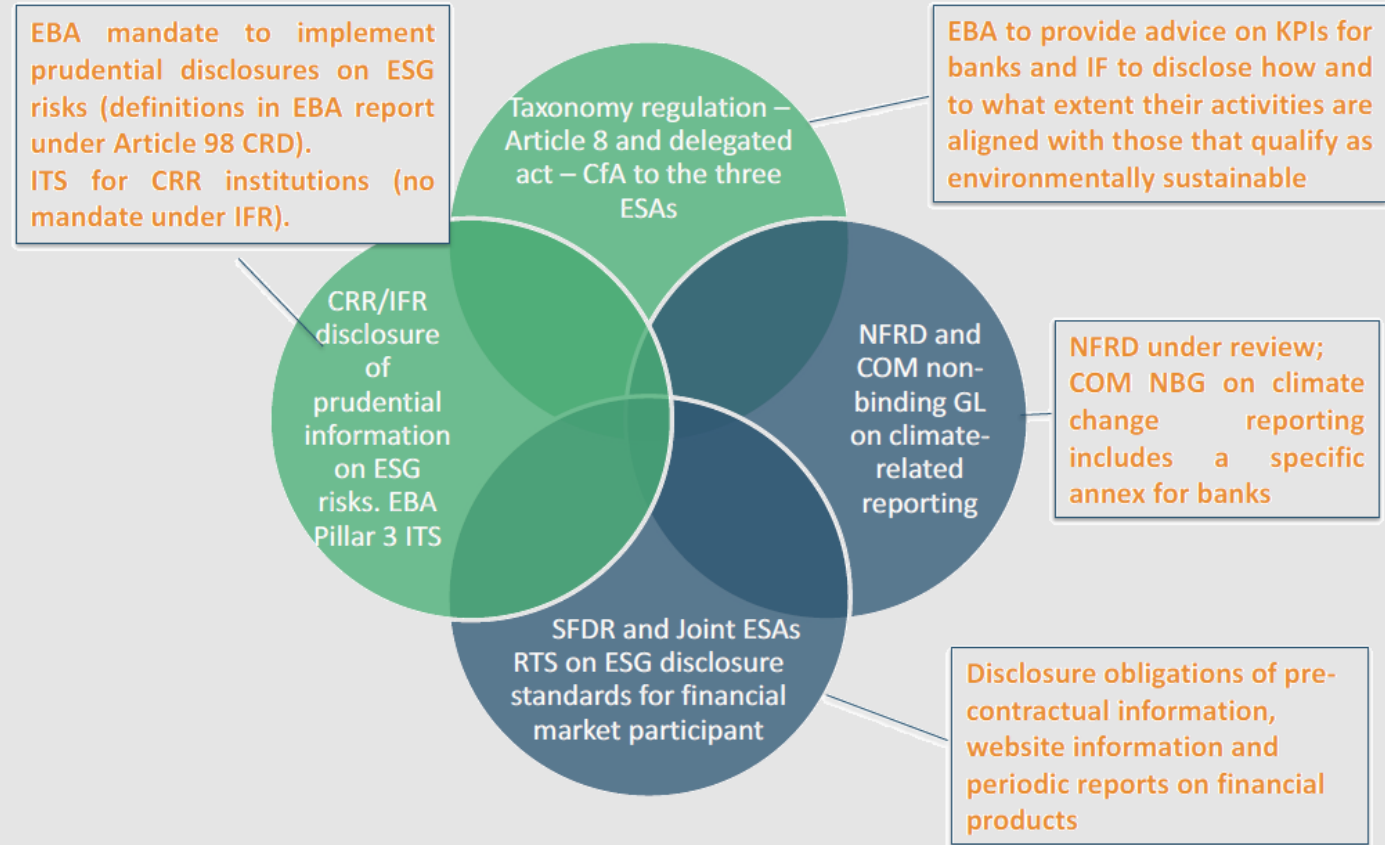 EBA mandate to implement
prudential disclosures on ESG
risks (definitions in EBA report
under Article 98 CRD).
ITS for CRR institutions (no
mandate under IFR).
EBA to provide advice on KPIs for
banks and IF to disclose how and
to what extent their activities are
aligned with those that qualify as
environmentally sustainable
Taxonomy regulation –
Article 8 and delegated
act – CfA to the three
ESAs
CRR/IFR
disclosure
of
prudential
information
on ESG
risks. EBA
Pillar 3 ITS
NFRD and
COM non-
binding GL
on climate-
related
reporting
NFRD under review;
COM NBG on climate
change reporting
includes a specific
annex for banks
SFDR and Joint ESAs
RTS on ESG disclosure
standards for financial
market participant
Disclosure obligations of pre-
contractual information,
website information and
periodic reports on financial
products